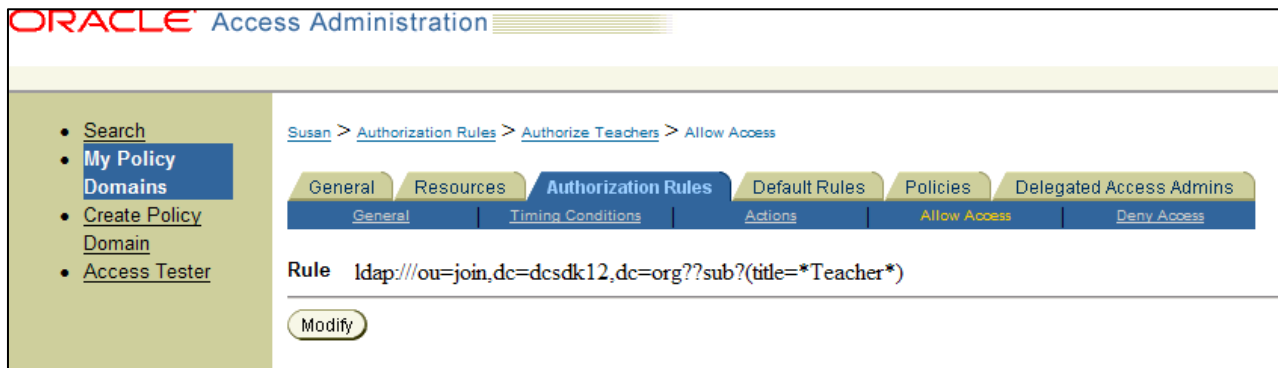 ORACLE Access Administration
Search
My Policy
Domains
Create Policy
Domain
Access Tester
Susan > Authorization Rules > Authorize Teachers > Allow Access
General Resources Authorization Rules Default Rules Policies Delegated Access Admins
General Timing Conditions Actions Allow Access Deny Access
Rule ldap:///ou=join,dc=dcsdk12,dc=org??sub?(title=*Teacher*)
Modify